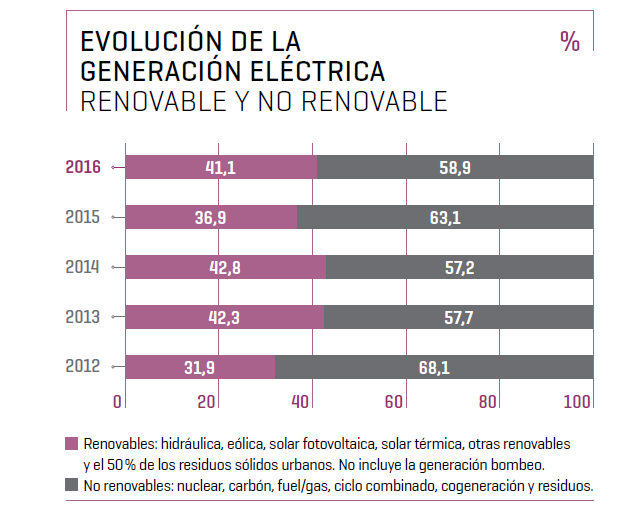 EVOLUCIÓN DE LA
GENERACIÓN ELÉCTRICA
RENOVABLE Y NO RENOVABLE
%
2016 41,1 58,9
2015 36,9 63,1
2014 42,8 57,2
2013 42,3 57,7
2012 31,9 68,1
0 20 40 60 80 100
Renovables: hidráulica, eólica, solar fotovoltaica, solar térmica, otras renovables
y el 50% de los residuos sólidos urbanos. No incluye la generación bombeo.
No renovables: nuclear, carbón, fuel/gas, ciclo combinado, cogeneración y residuos.